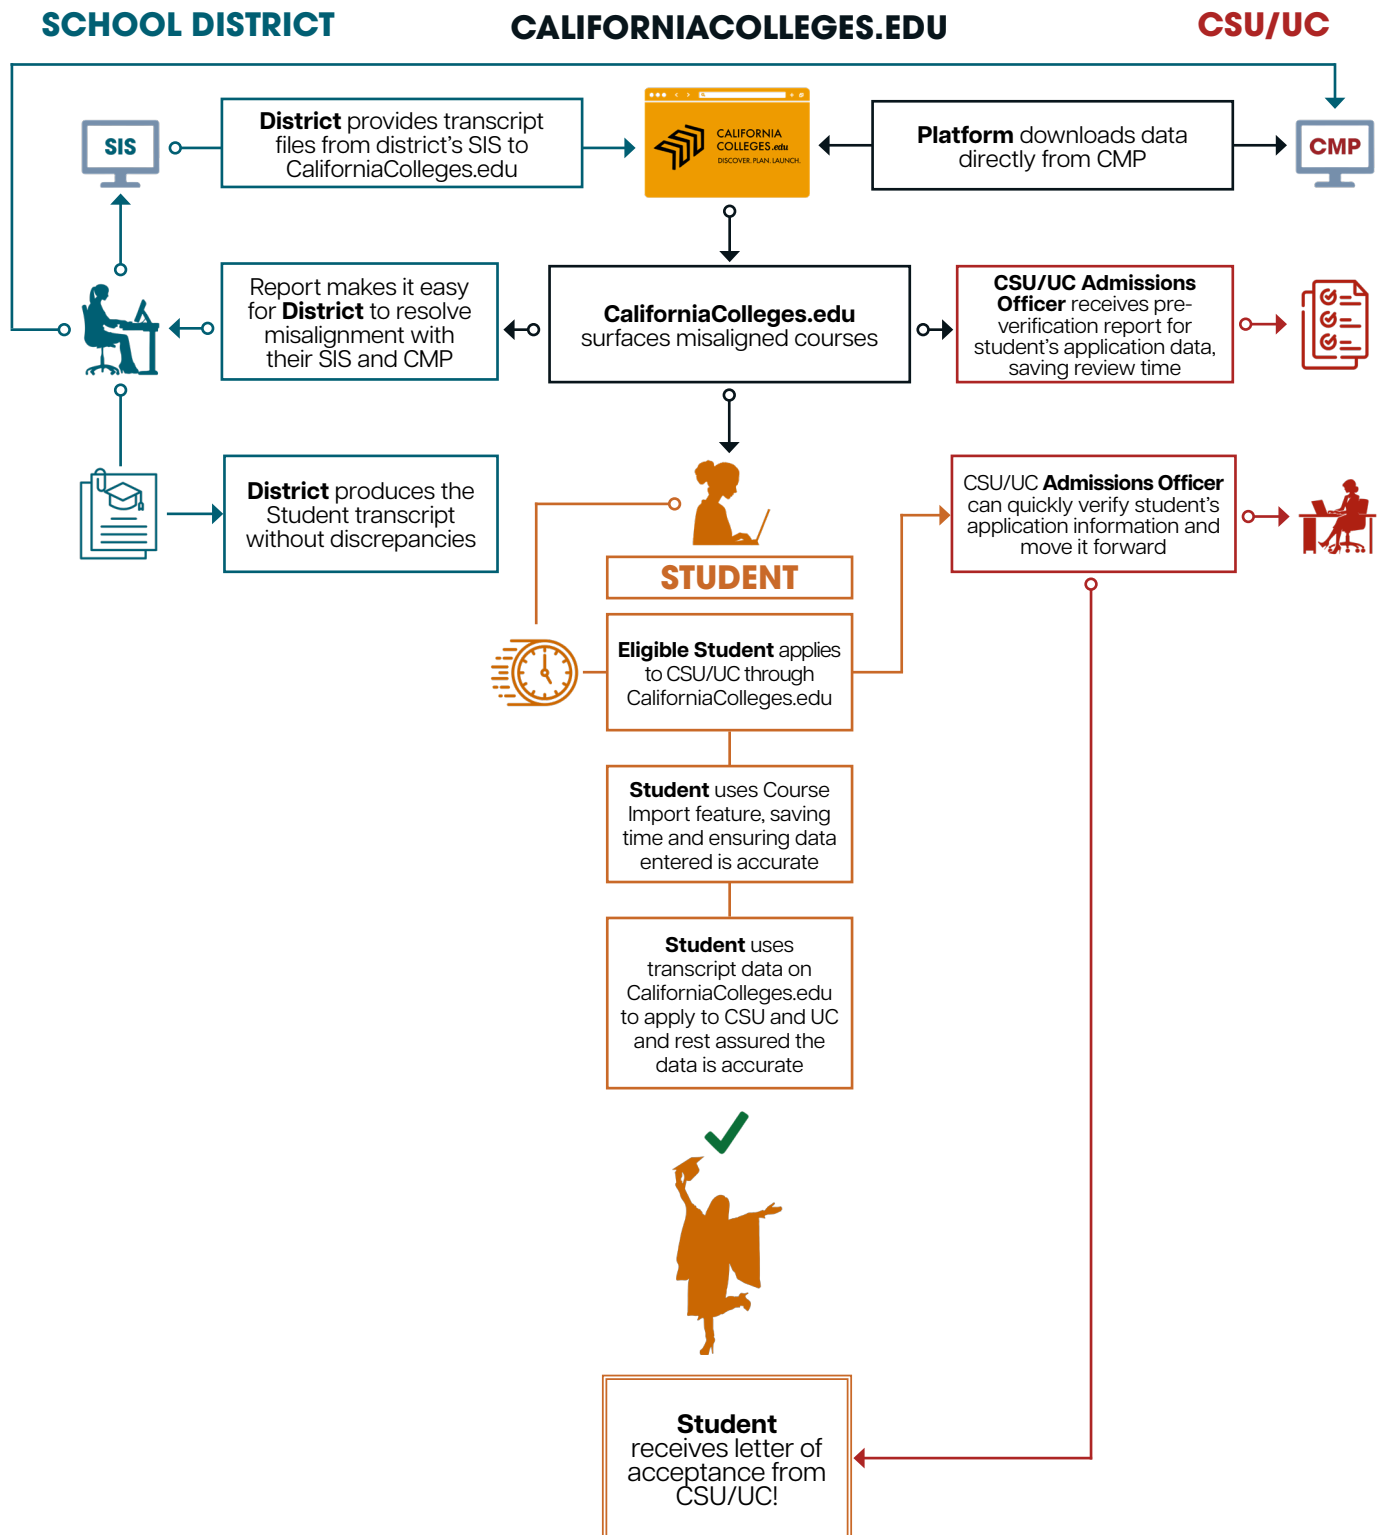 SCHOOL DISTRICT
CALIFORNIACOLLEGES.EDU
CSU/UC
SIS
District provides transcript
files from district's SIS to
CaliforniaColleges.edu
CALIFORNIA
COLLEGES.edu
DISCOVER. PLAN. LAUNCH.
Platform downloads data
directly from CMP
CMP
Report makes it easy
for District to resolve
misalignment with
their SIS and CMP
CaliforniaColleges.edu
surfaces misaligned courses
CSU/UC Admissions
Officer receives pre-
verification report for
student's application data,
saving review time
District produces the
Student transcript
without discrepancies
CSU/UC Admissions Officer
can quickly verify student's
application information and
move it forward
STUDENT
Eligible Student applies
to CSU/UC through
CaliforniaColleges.edu
Student uses Course
Import feature, saving
time and ensuring data
entered is accurate
Student uses
transcript data on
CaliforniaColleges.edu
to apply to CSU and UC
and rest assured the
data is accurate
Student
receives letter of
acceptance from
CSU/UC!